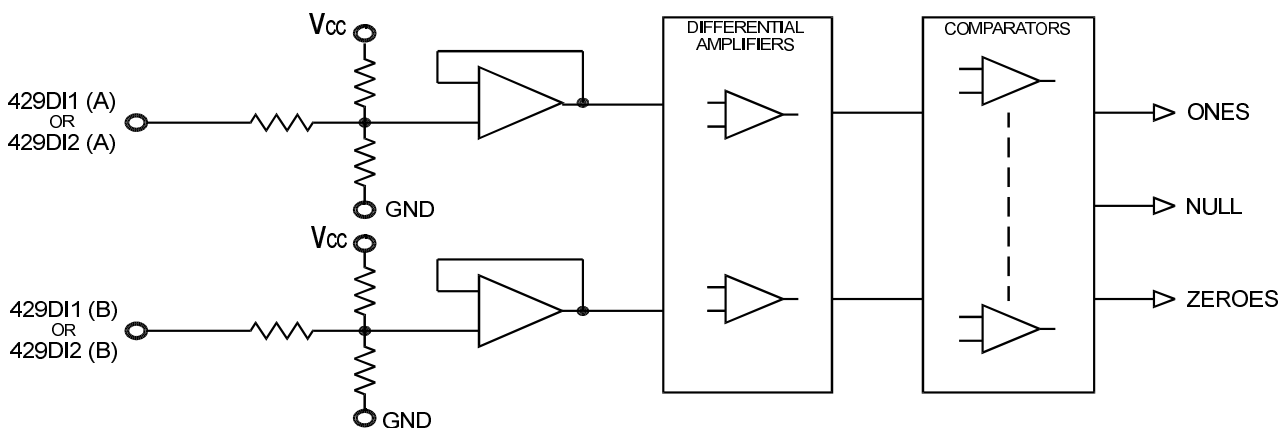 Vcc
429DI1 (A)
OR
429DI2 (A)
GND
Vcc
429DI1 (B)
OR
429DI2 (B)
GND
DIFFERENTIAL
AMPLIFIERS
COMPARATORS
ONES
NULL
ZEROES